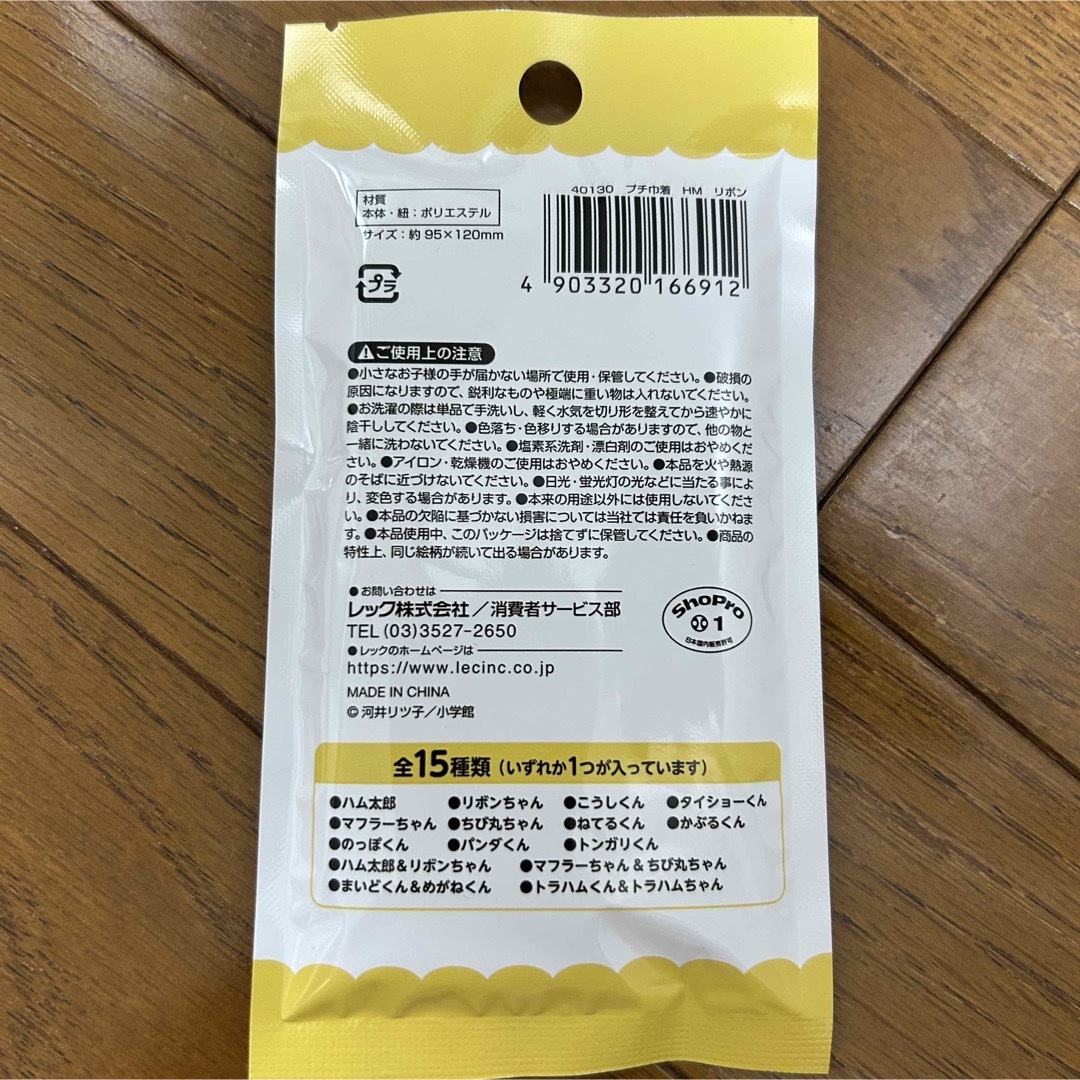 40130 プチ巾着 HM リボン
材質
本体・紐：ポリエステル
サイズ：約95×120mm
4 903320 166912
プラ
ご使用上の注意
●小さなお子様の手が届かない場所で使用・保管してください。●破損の
原因になりますので、鋭利なものや極端に重い物は入れないでください。
●お洗濯の際は単品で手洗いし、軽く水気を切り形を整えてから速やかに
陰干ししてください。●色落ち・色移りする場合がありますので、他の物と
一緒に洗わないでください。●塩素系洗剤・漂白剤のご使用はおやめくだ
さい。●アイロン・乾燥機のご使用はおやめください。●本品を火や熱源
のそばに近づけないでください。●日光・蛍光灯の光などに当たる事によ
り、変色する場合があります。●本来の用途以外には使用しないでくださ
い。●本品の欠陥に基づかない損害については当社では責任を負いかねま
す。●本品使用中、このパッケージは捨てずに保管してください。●商品の
特性上、同じ絵柄が続いて出る場合があります。
●お問い合わせは
レック株式会社／消費者サービス部
TEL (03)3527-2650
●レックのホームページは
https://www.lecinc.co.jp
MADE IN CHINA
© 河井リツ子／小学館
ShoPro
1
日本国内販売許可
全15種類（いずれか1つが入っています）
●ハム太郎 ●リボンちゃん ●こうしくん ●タイショーくん
●マフラーちゃん ●ちび丸ちゃん ●ねてるくん ●かぶるくん
●のっぽくん ●パンダくん ●トンガリくん
●ハム太郎＆リボンちゃん ●マフラーちゃん＆ちび丸ちゃん
●まいどくん＆めがねくん ●トラハムくん＆トラハムちゃん